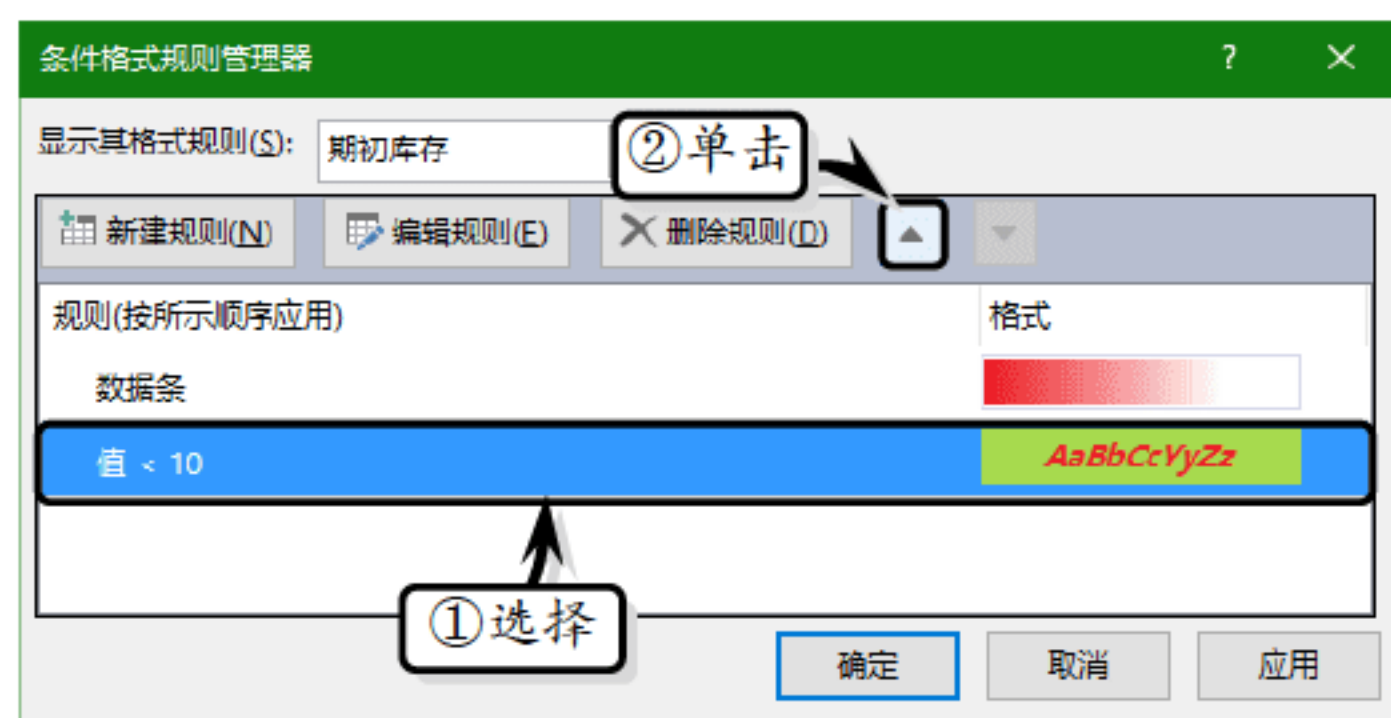 条件格式规则管理器 ? ×
显示其格式规则(S): 期初库存
②单击
新建规则(N) 编辑规则(E) 删除规则(D)
规则(按所示顺序应用) 格式
数据条
值 < 10 AaBbCcYyZz
①选择
确定 取消 应用